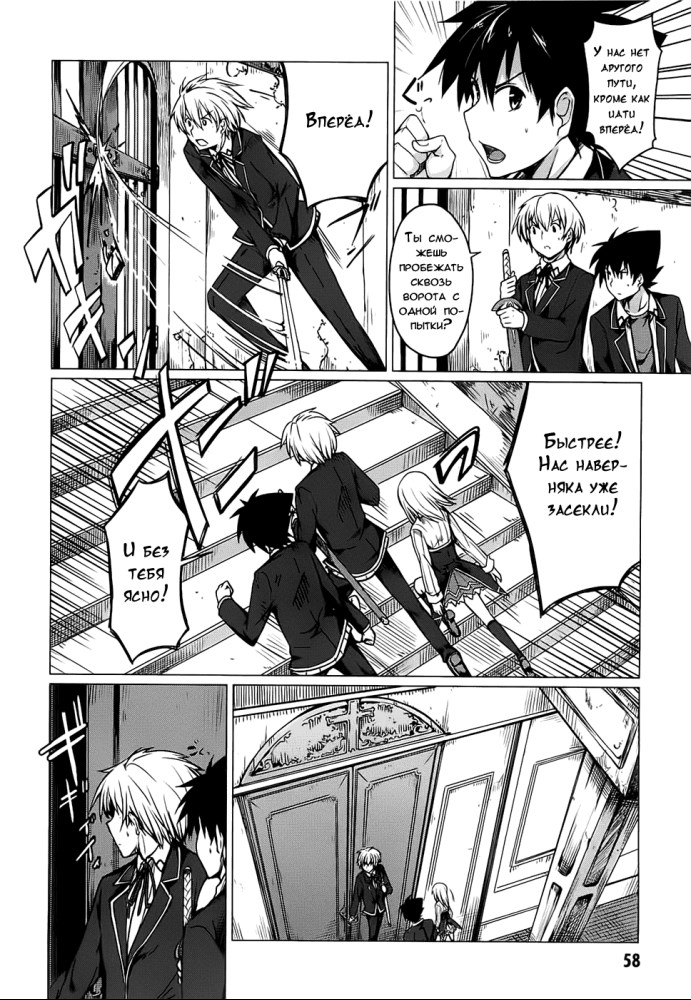 У нас нет
другого
пути,
кроме как
идти
вперёд!
Ты смо-
жешь
пробежать
сквозь
ворота с
одной по-
пытки?
Вперёд!
Быстрее!
Нас навер-
няка уже
засекли!
И без
тебя
ясно!
58